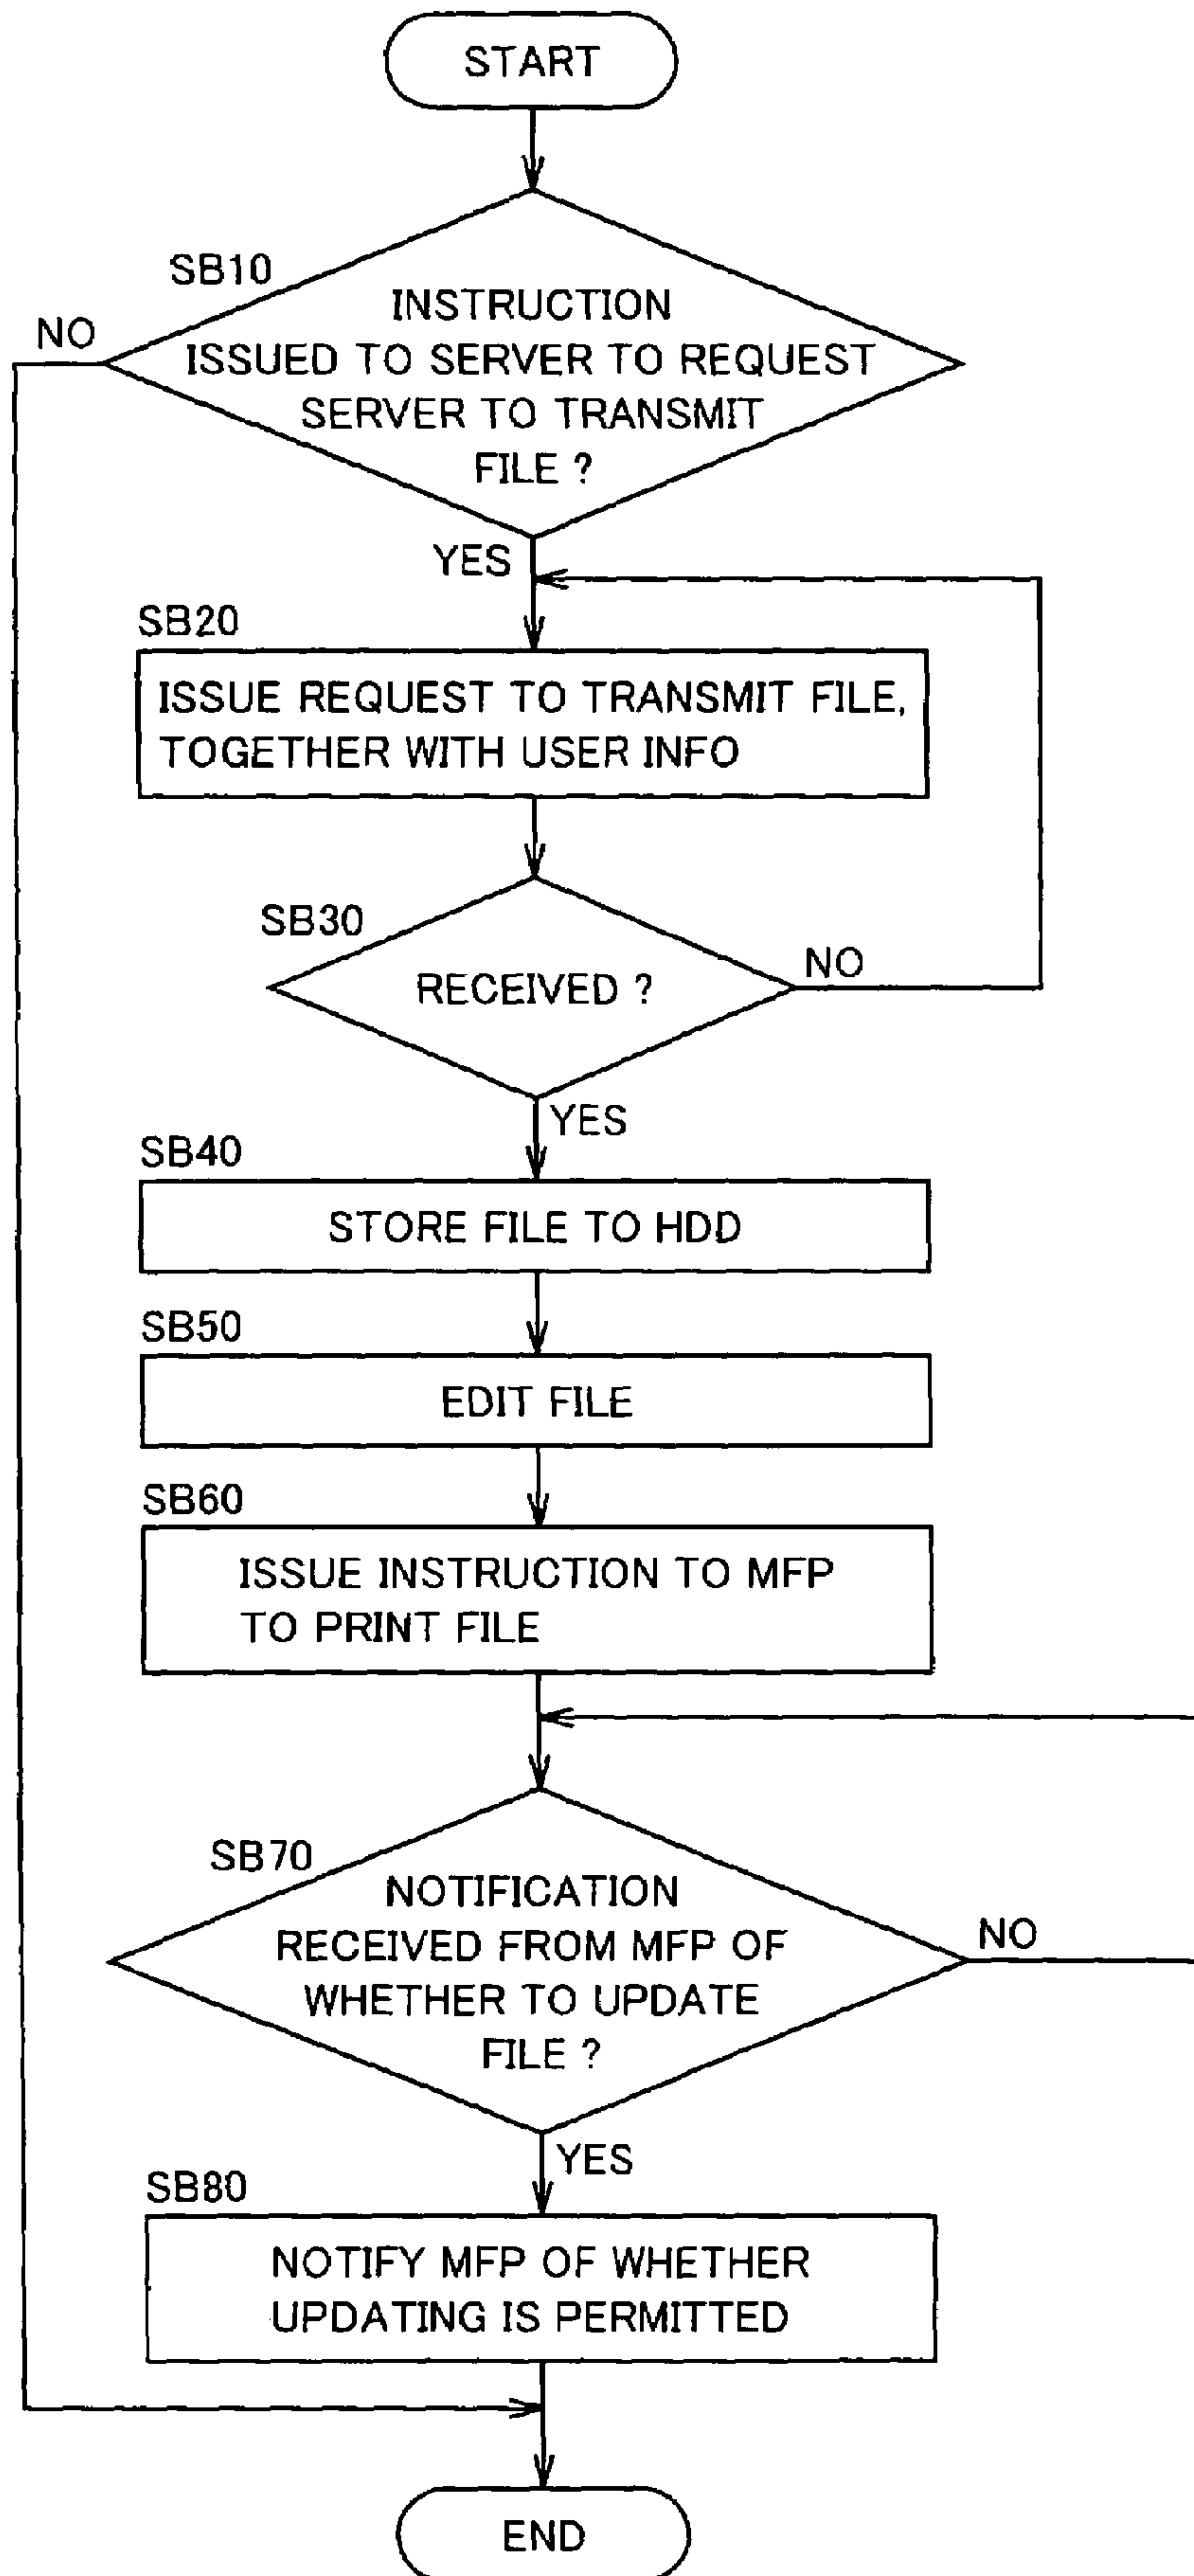 START
SB10
INSTRUCTION
NO
ISSUED TO SERVER TO REQUEST
SERVER TO TRANSMIT
FILE ?
YES
SB20
ISSUE REQUEST TO TRANSMIT FILE,
TOGETHER WITH USER INFO
SB30
RECEIVED ?
NO
YES
SB40
STORE FILE TO HDD
SB50
EDIT FILE
SB60
ISSUE INSTRUCTION TO MFP
TO PRINT FILE
SB70
NOTIFICATION
RECEIVED FROM MFP OF
NO
WHETHER TO UPDATE
FILE ?
YES
SB80
NOTIFY MFP OF WHETHER
UPDATING IS PERMITTED
END